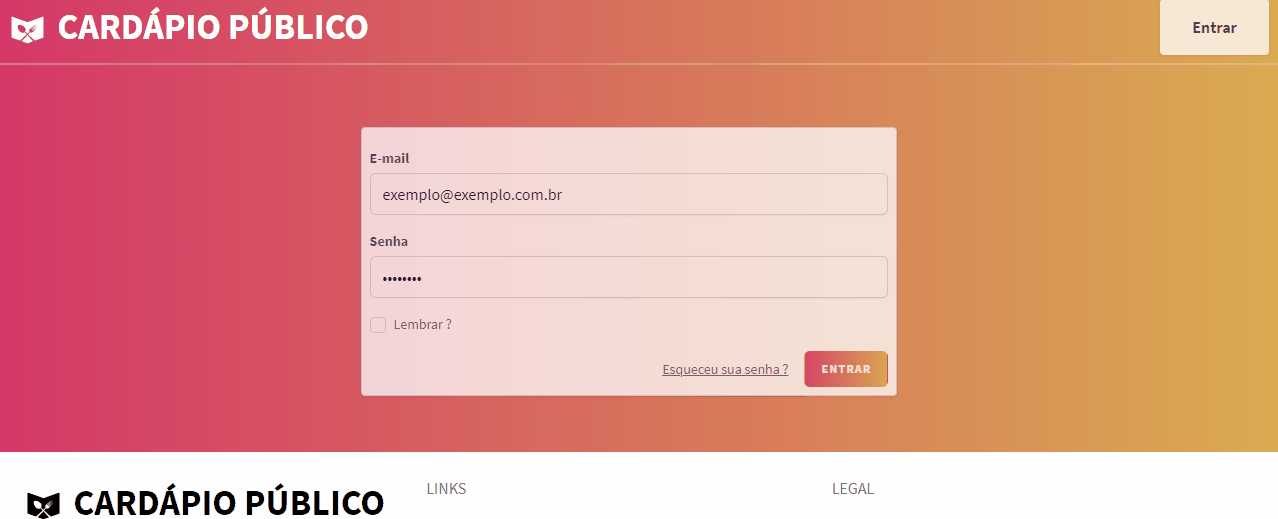 CARDÁPIO PÚBLICO
Entrar
E-mail
exemplo@exemplo.com.br
Senha
••••••••
Lembrar ?
Esqueceu sua senha ?
ENTRAR
CARDÁPIO PÚBLICO
LINKS
LEGAL